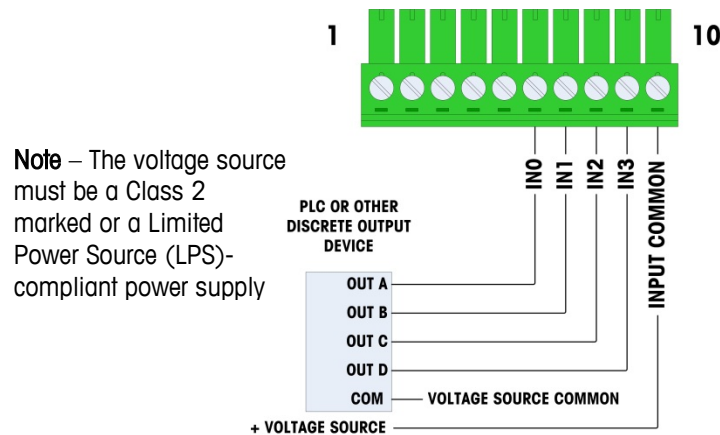 1
10
IN0
IN1
IN2
IN3
INPUT COMMON
Note – The voltage source
must be a Class 2
marked or a Limited
Power Source (LPS)-
compliant power supply
PLC OR OTHER
DISCRETE OUTPUT
DEVICE
OUT A
OUT B
OUT C
OUT D
COM
VOLTAGE SOURCE COMMON
+ VOLTAGE SOURCE